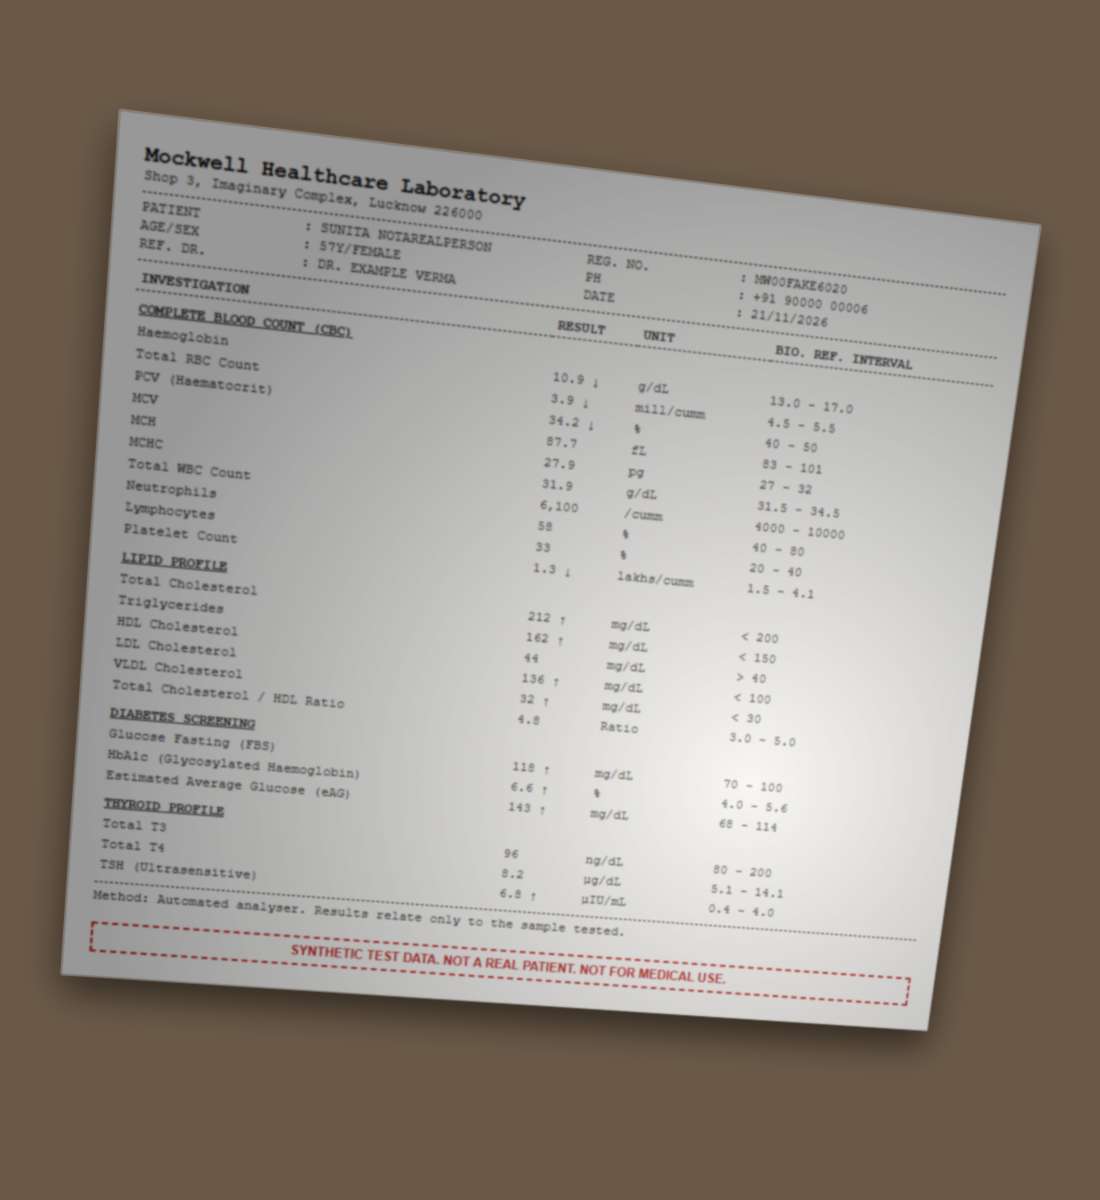 Mockwell Healthcare Laboratory
Shop 3, Imaginary Complex, Lucknow 226000
PATIENT : SUNITA NOTAREALPERSON REG. NO. : MW00FAKE6020
AGE/SEX : 57Y/FEMALE PH : +91 90000 00006
REF. DR. : DR. EXAMPLE VERMA DATE : 21/11/2026
INVESTIGATION RESULT UNIT BIO. REF. INTERVAL
COMPLETE BLOOD COUNT (CBC)
Haemoglobin 10.9 ↓ g/dL 13.0 - 17.0
Total RBC Count 3.9 ↓ mill/cumm 4.5 - 5.5
PCV (Haematocrit) 34.2 ↓ % 40 - 50
MCV 87.7 fL 83 - 101
MCH 27.9 pg 27 - 32
MCHC 31.9 g/dL 31.5 - 34.5
Total WBC Count 6,100 /cumm 4000 - 10000
Neutrophils 58 % 40 - 80
Lymphocytes 33 % 20 - 40
Platelet Count 1.3 ↓ lakhs/cumm 1.5 - 4.1
LIPID PROFILE
Total Cholesterol 212 ↑ mg/dL < 200
Triglycerides 162 ↑ mg/dL < 150
HDL Cholesterol 44 mg/dL > 40
LDL Cholesterol 136 ↑ mg/dL < 100
VLDL Cholesterol 32 ↑ mg/dL < 30
Total Cholesterol / HDL Ratio 4.8 Ratio 3.0 - 5.0
DIABETES SCREENING
Glucose Fasting (FBS) 118 ↑ mg/dL 70 - 100
HbA1c (Glycosylated Haemoglobin) 6.6 ↑ % 4.0 - 5.6
Estimated Average Glucose (eAG) 143 ↑ mg/dL 68 - 114
THYROID PROFILE
Total T3 96 ng/dL 80 - 200
Total T4 8.2 µg/dL 5.1 - 14.1
TSH (Ultrasensitive) 6.8 ↑ µIU/mL 0.4 - 4.0
Method: Automated analyser. Results relate only to the sample tested.
SYNTHETIC TEST DATA. NOT A REAL PATIENT. NOT FOR MEDICAL USE.